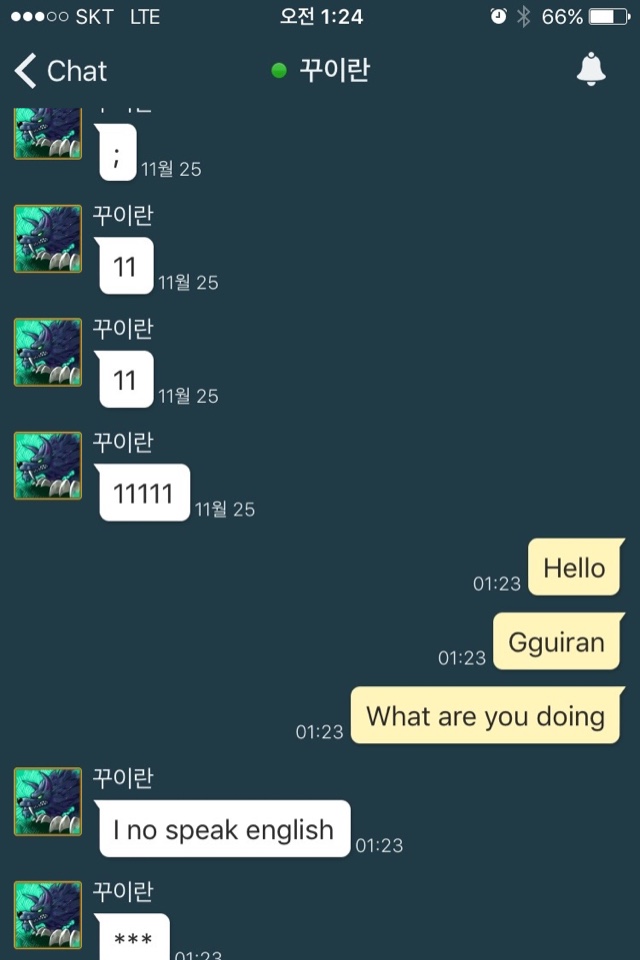 SKT LTE 오전 1:24 66%
Chat 꾸이란
;
11월 25
꾸이란
11
11월 25
꾸이란
11
11월 25
꾸이란
11111
11월 25
Hello
01:23
Gguiran
01:23
What are you doing
01:23
꾸이란
I no speak english
01:23
꾸이란
***
01:23